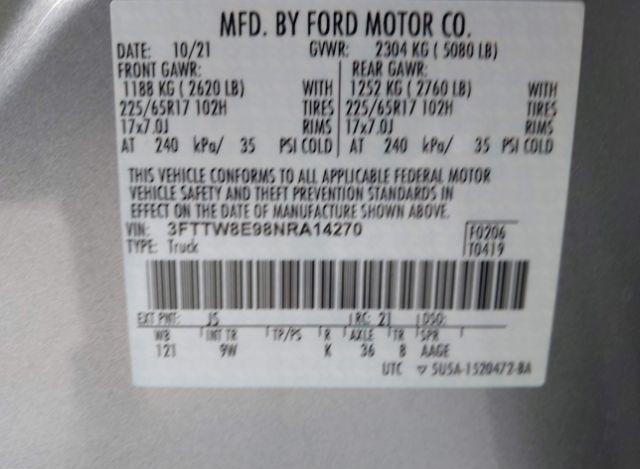 MFD. BY FORD MOTOR CO.
DATE: 10/21 GVWR: 2304 KG ( 5080 LB)
FRONT GAWR: REAR GAWR:
1188 KG ( 2620 LB) WITH 1252 KG ( 2760 LB) WITH
225/65R17 102H TIRES 225/65R17 102H TIRES
17x7.0J RIMS 17x7.0J RIMS
AT 240 kPa/ 35 PSI COLD AT 240 kPa/ 35 PSI COLD
THIS VEHICLE CONFORMS TO ALL APPLICABLE FEDERAL MOTOR
VEHICLE SAFETY AND THEFT PREVENTION STANDARDS IN
EFFECT ON THE DATE OF MANUFACTURE SHOWN ABOVE.
VIN: 3FTTW8E98NRA14270 F0206
TYPE: Truck T0419
EXT PNT: JS RC: 21 DSO:
WB INT TR TP/PS R AXLE TR SPR
121 9W K 36 8 AAGE
UTC ▽ 5U5A-1520472-BA